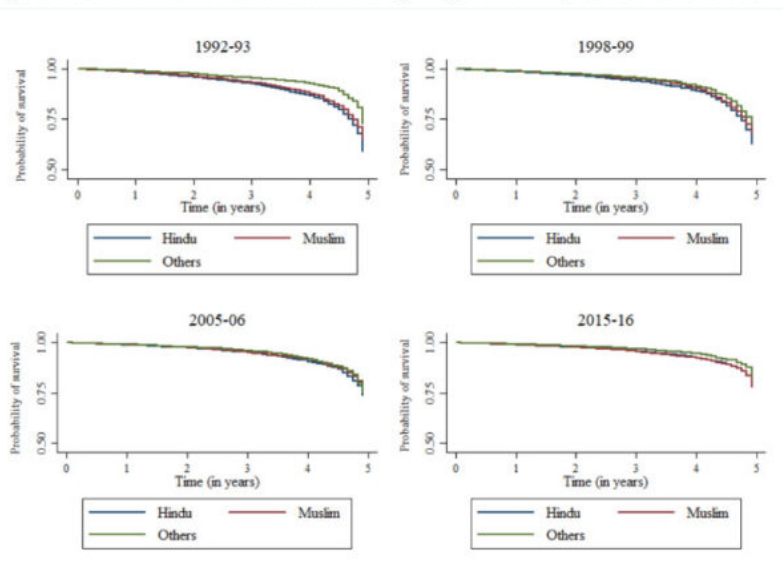 1992-93
Probability of survival
1.00
0.75
0.50
0 1 2 3 4 5
Time (in years)
Hindu Muslim
Others
1998-99
Probability of survival
1.00
0.75
0.50
0 1 2 3 4 5
Time (in years)
Hindu Muslim
Others
2005-06
Probability of survival
1.00
0.75
0.50
0 1 2 3 4 5
Time (in years)
Hindu Muslim
Others
2015-16
Probability of survival
1.00
0.75
0.50
0 1 2 3 4 5
Time (in years)
Hindu Muslim
Others